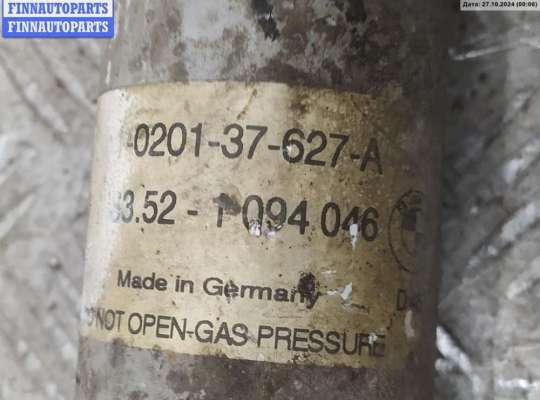 FINNAUTOPARTS
FINNAUTOPARTS
Дата: 27.10.2024 (00:06)
0201-37-627-A
33.52 - 1 094 046
Made in Germany
NOT OPEN-GAS PRESSURE